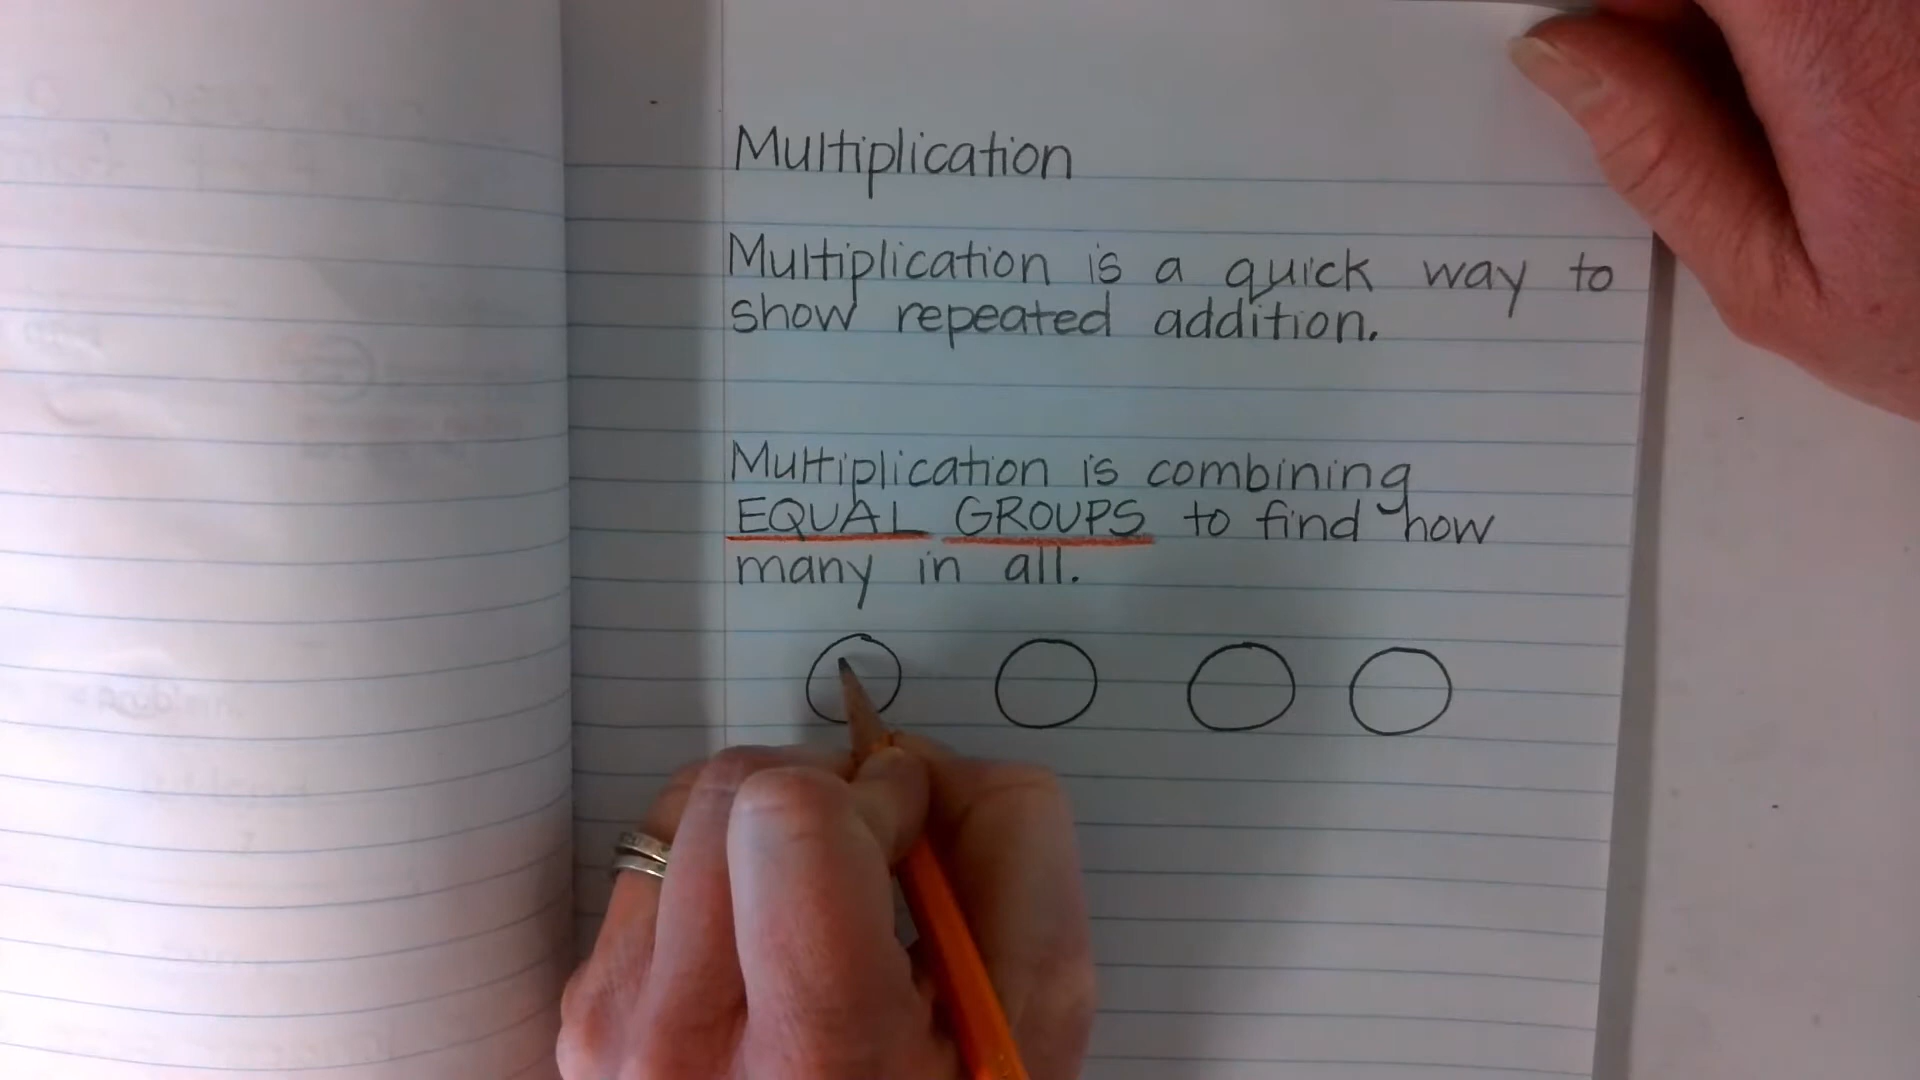 Multiplication
Multiplication is a quick way to
show repeated addition.
Multiplication is combining
EQUAL GROUPS to find how
many in all.